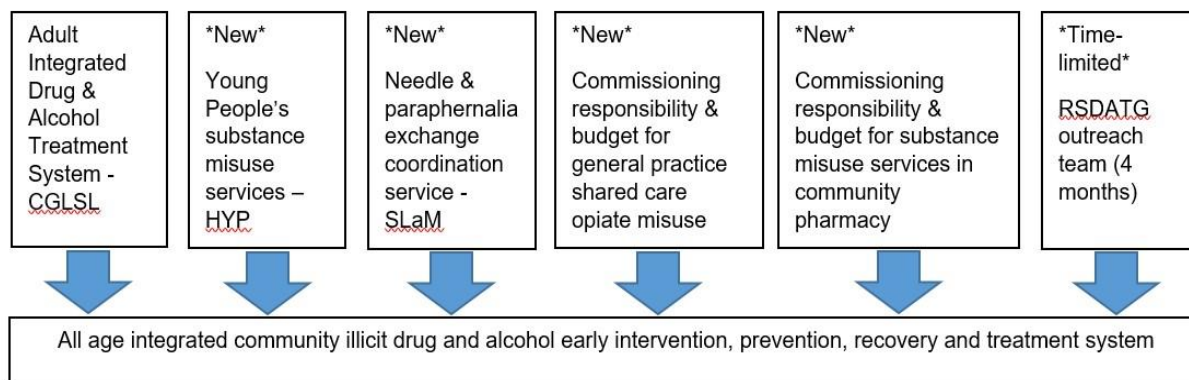 Adult
Integrated
Drug &
Alcohol
Treatment
System -
CGLSL
*New*
Young
People's
substance
misuse
services –
HYP
*New*
Needle &
paraphernalia
exchange
coordination
service -
SLaM
*New*
Commissioning
responsibility &
budget for
general practice
shared care
opiate misuse
*New*
Commissioning
responsibility &
budget for substance
misuse services in
community
pharmacy
*Time-
limited*
RSDATG
outreach
team (4
months)
All age integrated community illicit drug and alcohol early intervention, prevention, recovery and treatment system